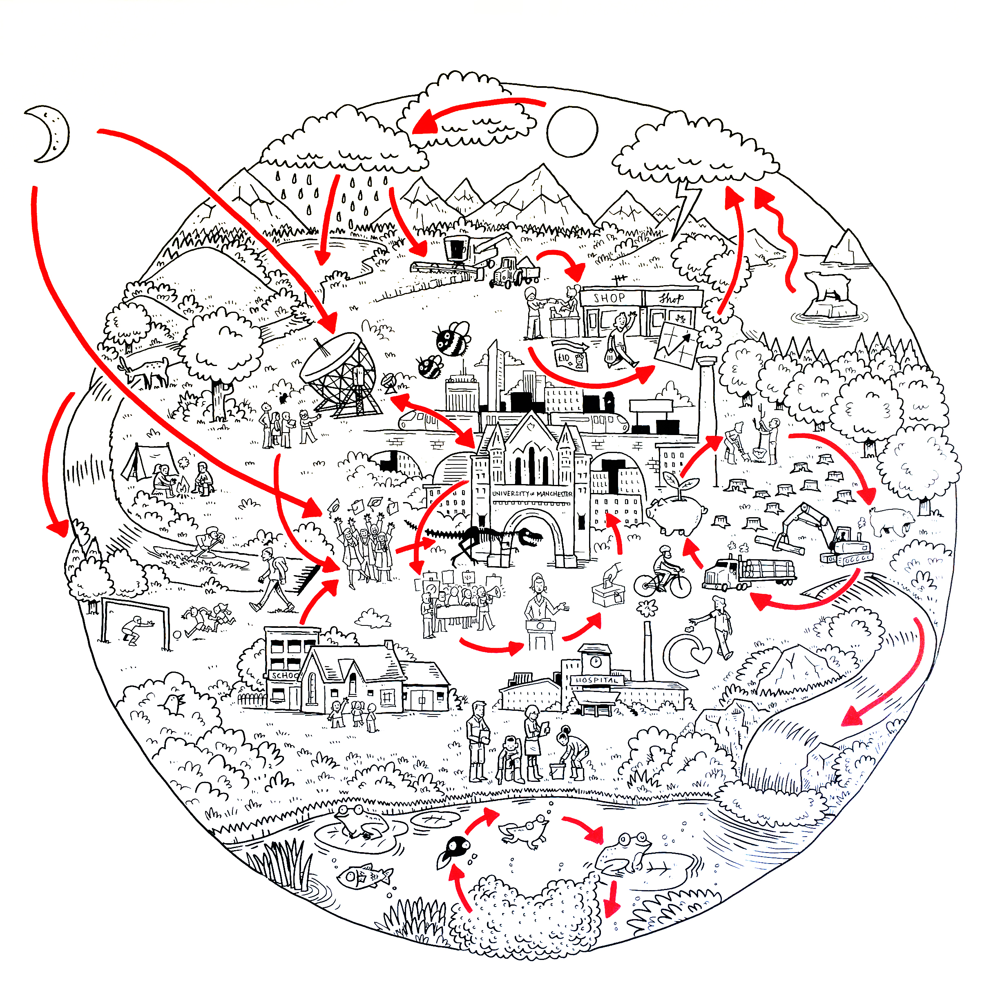 SHOP
Shop
£10
UNIVERSITY OF MANCHESTER
NO
SCHOO
HOSPITAL